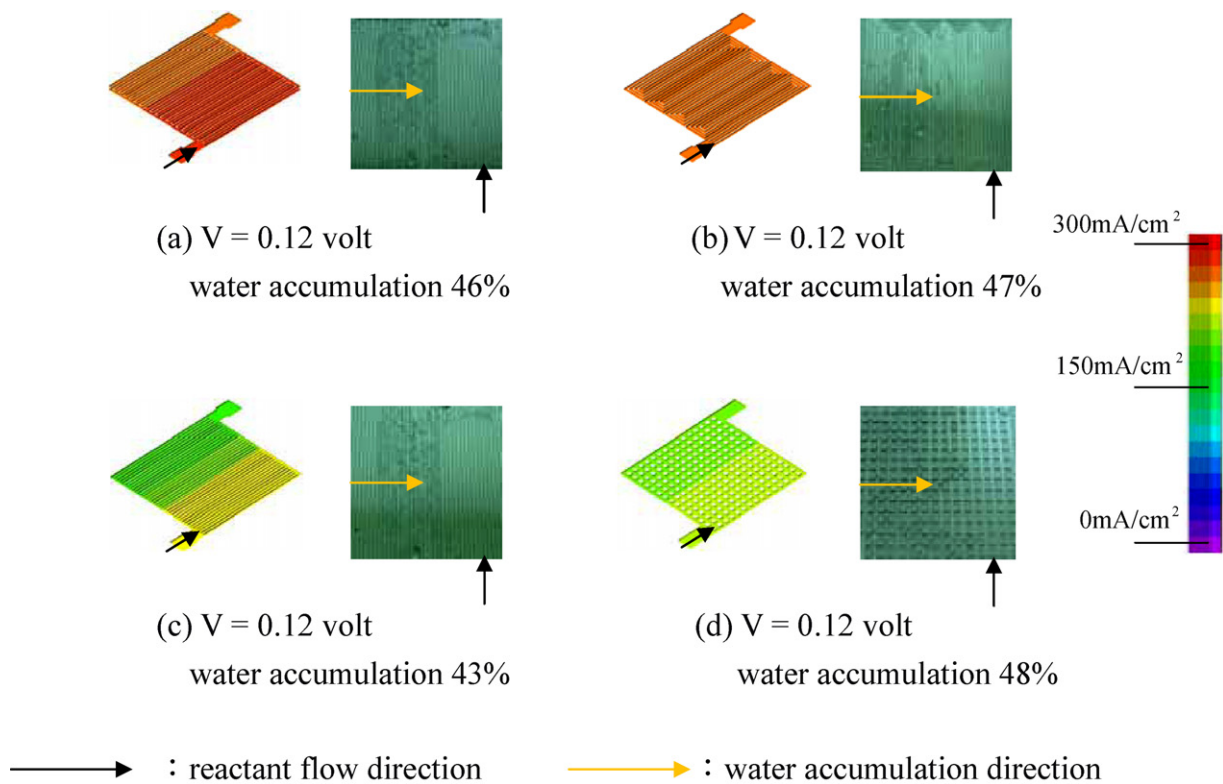 (a) V = 0.12 volt
water accumulation 46%
(b) V = 0.12 volt
water accumulation 47%
300mA/cm²
150mA/cm²
0mA/cm²
(c) V = 0.12 volt
water accumulation 43%
(d) V = 0.12 volt
water accumulation 48%
: reactant flow direction
: water accumulation direction